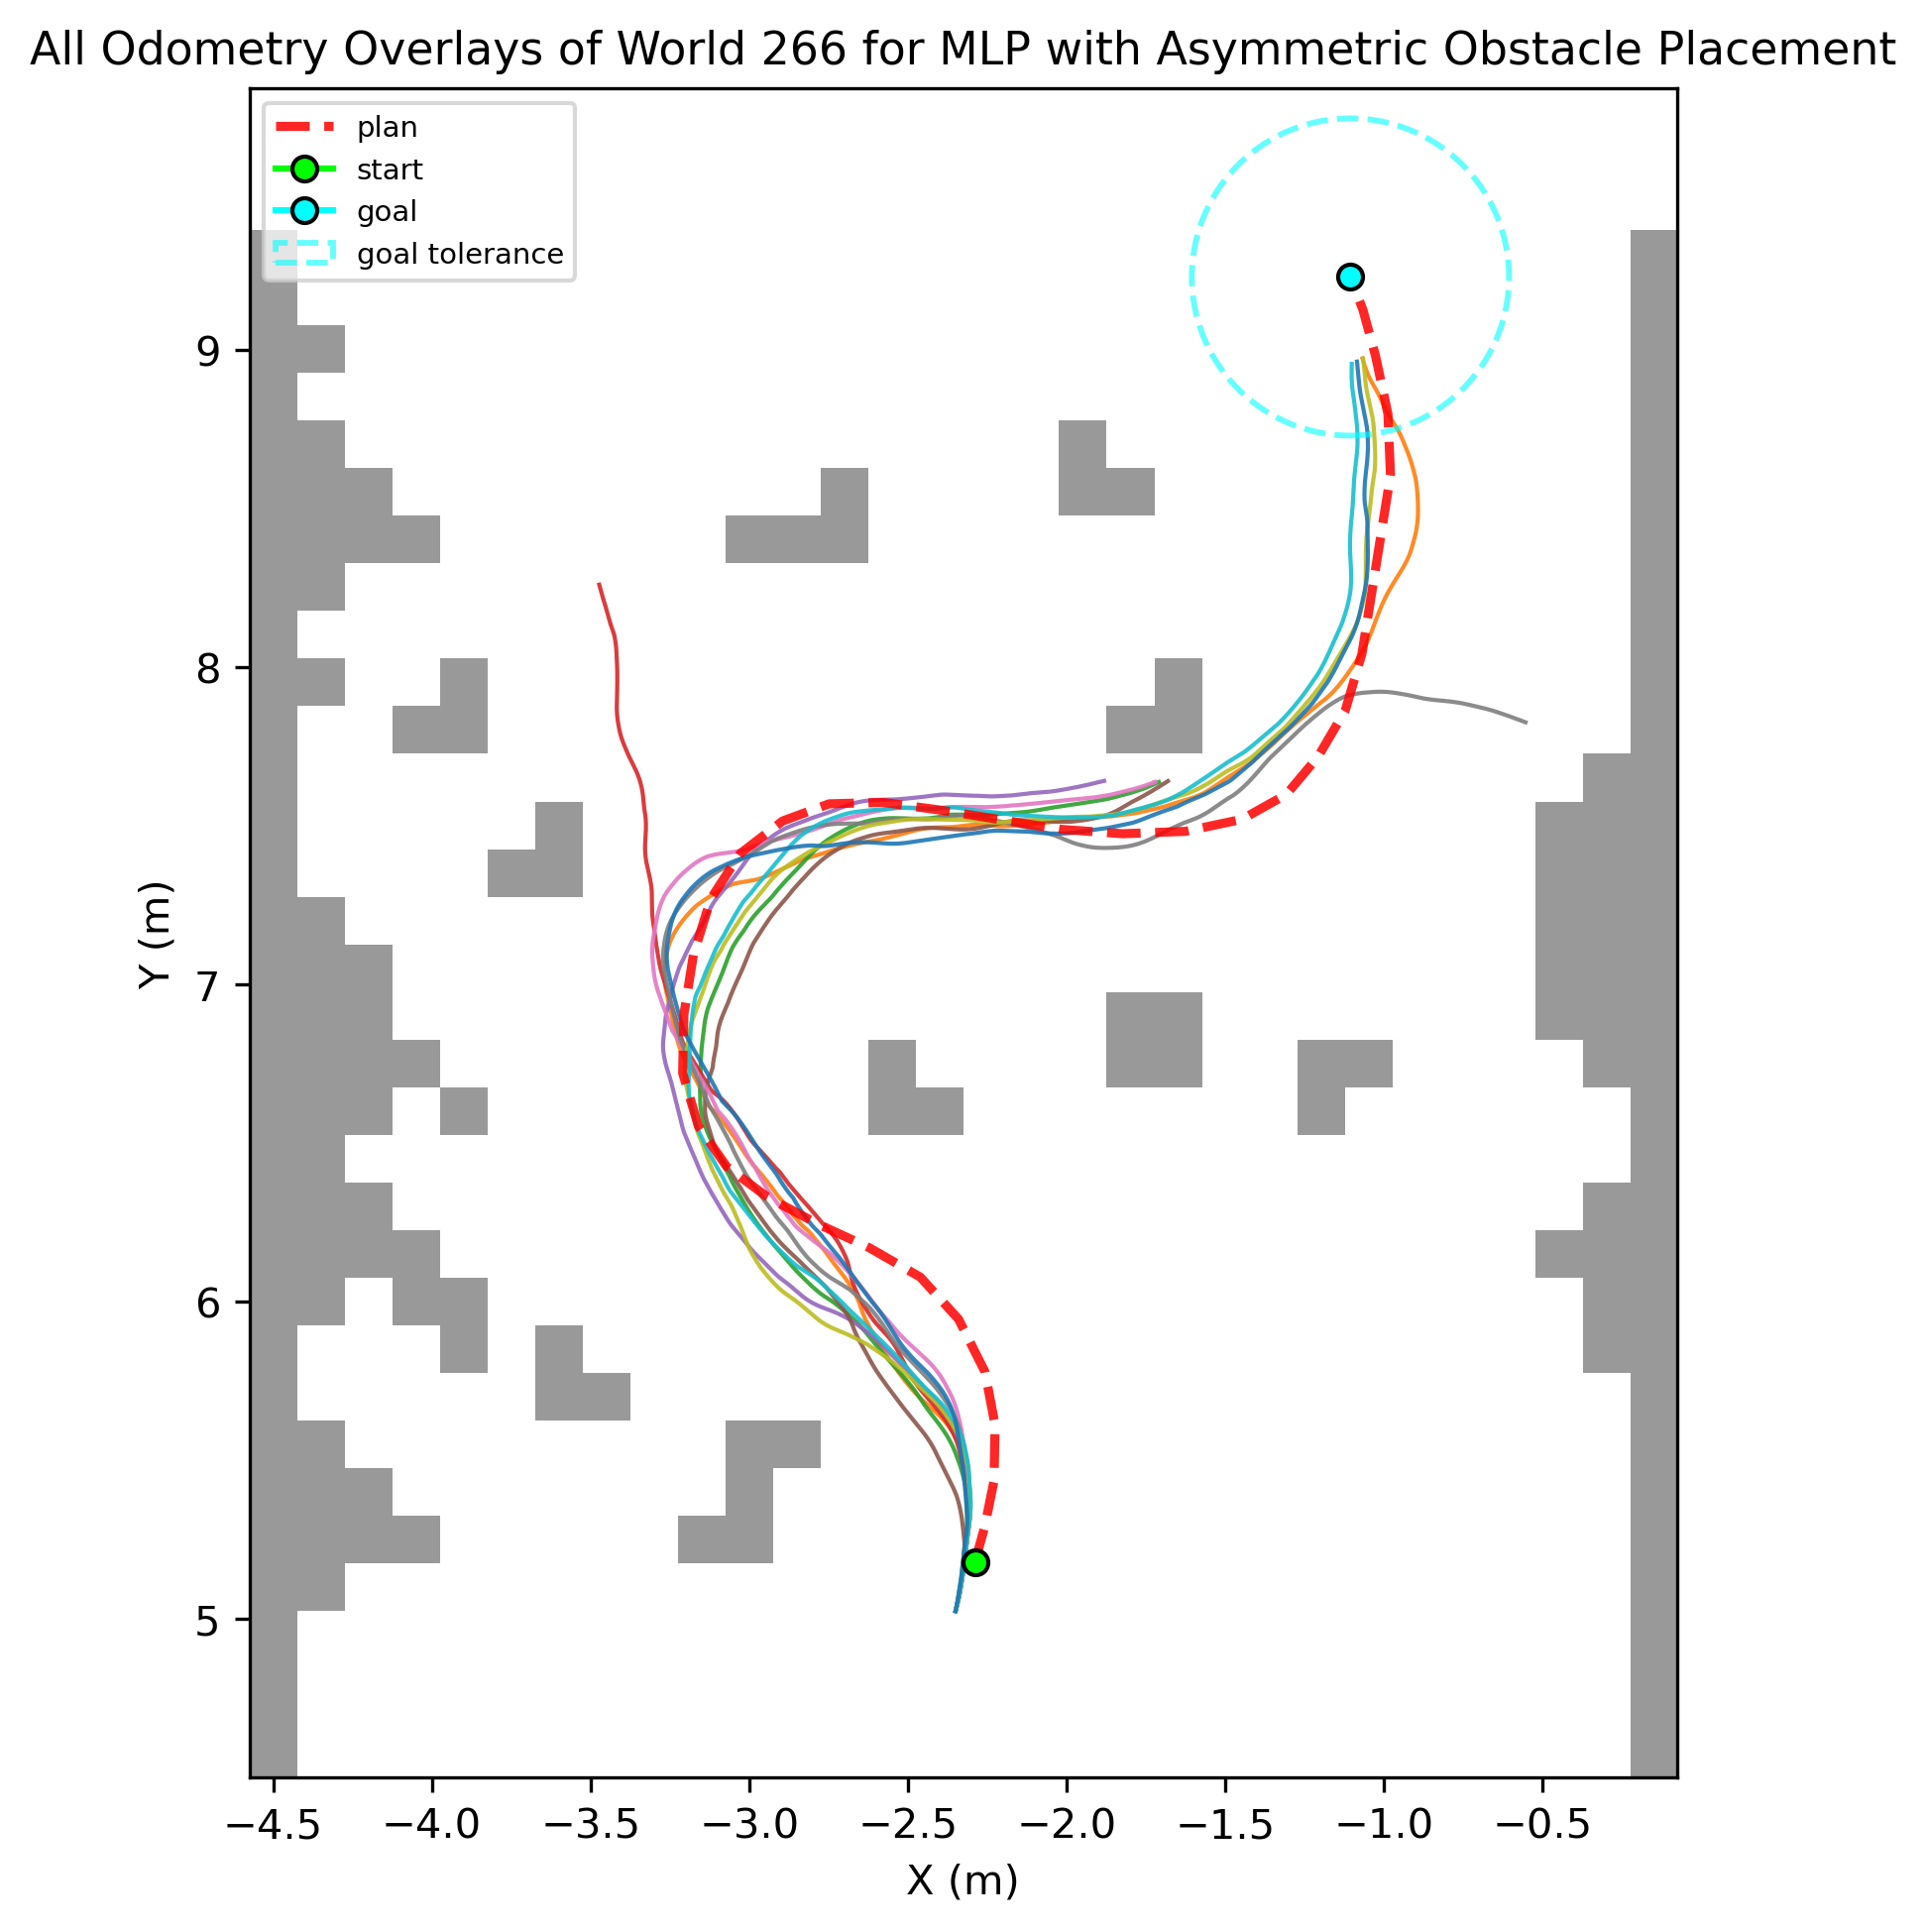 All Odometry Overlays of World 266 for MLP with Asymmetric Obstacle Placement
plan
start
goal
goal tolerance
9
8
7
6
5
Y (m)
−4.5 −4.0 −3.5 −3.0 −2.5 −2.0 −1.5 −1.0 −0.5
X (m)